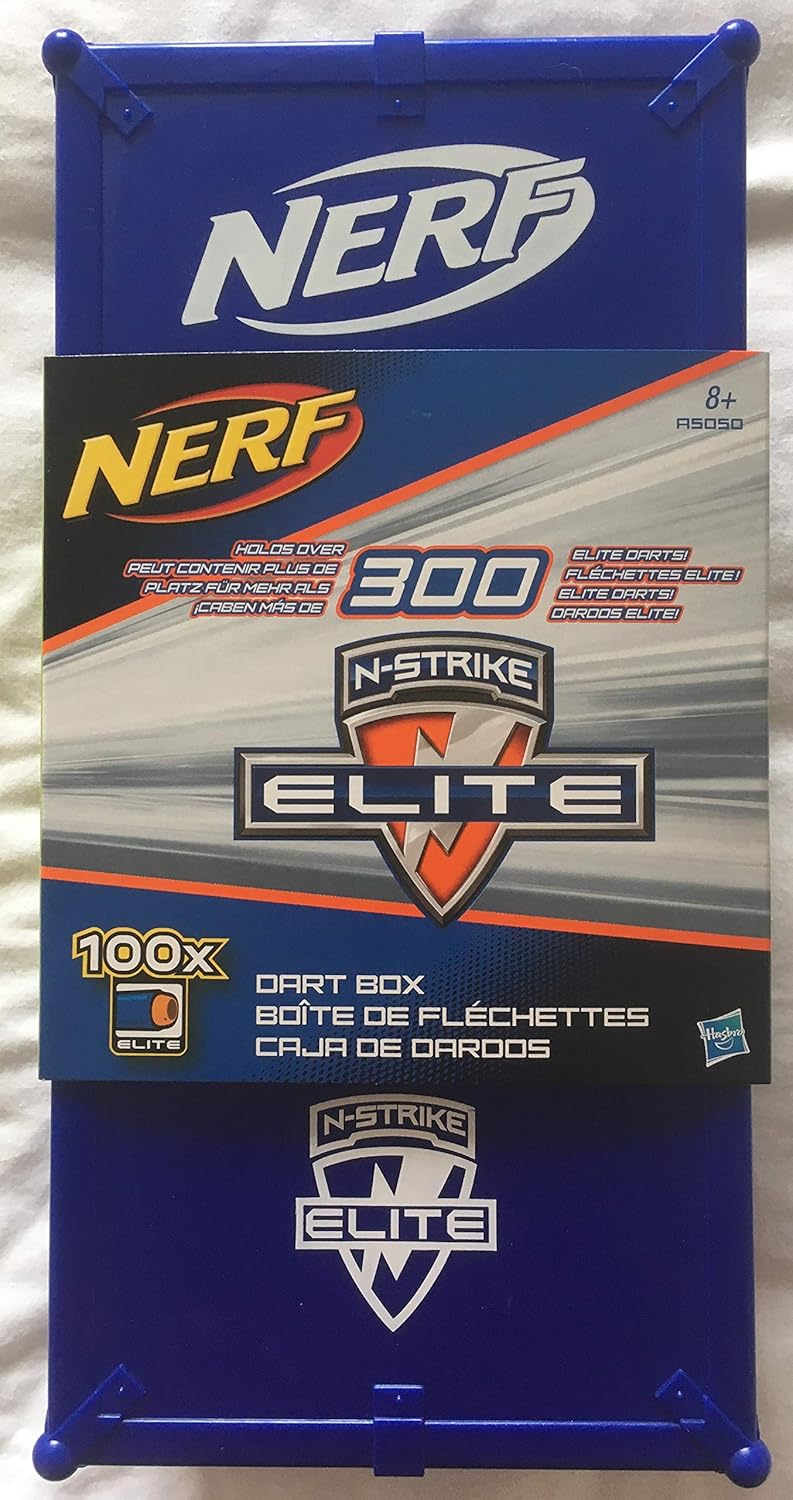 NERF
NERF
8+
A5050
HOLDS OVER
PEUT CONTENIR PLUS DE
PLATZ FÜR MEHR ALS
¡CABEN MÁS DE
300
ELITE DARTS!
FLÉCHETTES ELITE!
ELITE DARTS!
DARDOS ELITE!
N-STRIKE
ELITE
100x
ELITE
DART BOX
BOÎTE DE FLÉCHETTES
CAJA DE DARDOS
Hasbro
N-STRIKE
ELITE